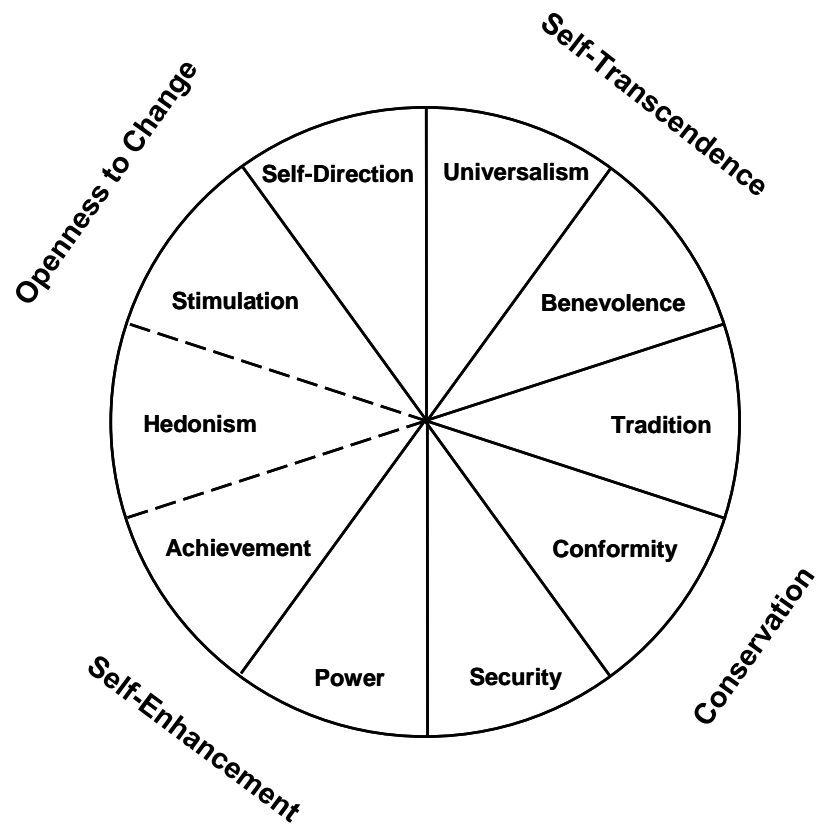 Self-Transcendence
Openness to Change
Self-Direction
Universalism
Stimulation
Benevolence
Hedonism
Tradition
Achievement
Conformity
Power
Security
Conservation
Self-Enhancement